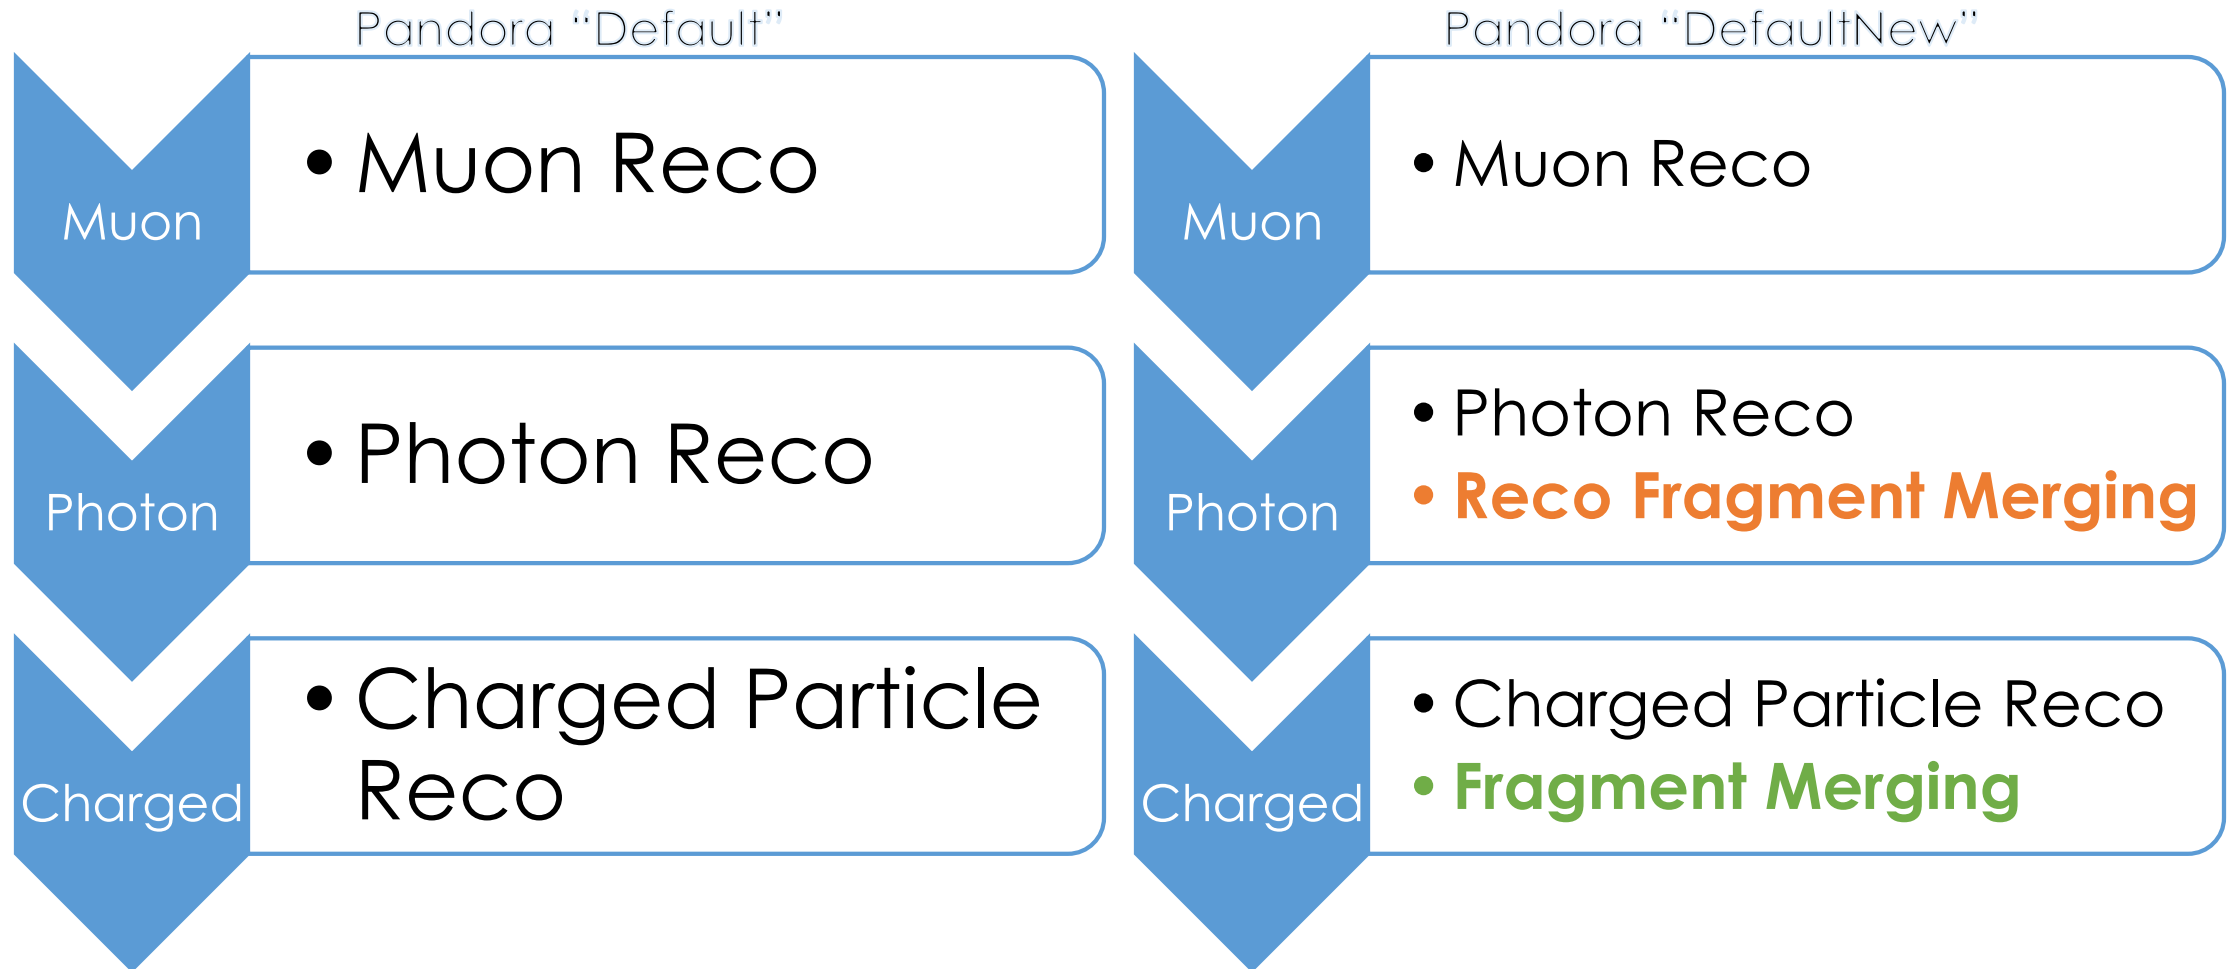 Pandora “Default”
Muon
• Muon Reco
Photon
• Photon Reco
Charged
• Charged Particle
Reco
Pandora “DefaultNew”
Muon
• Muon Reco
Photon
• Photon Reco
• Reco Fragment Merging
Charged
• Charged Particle Reco
• Fragment Merging